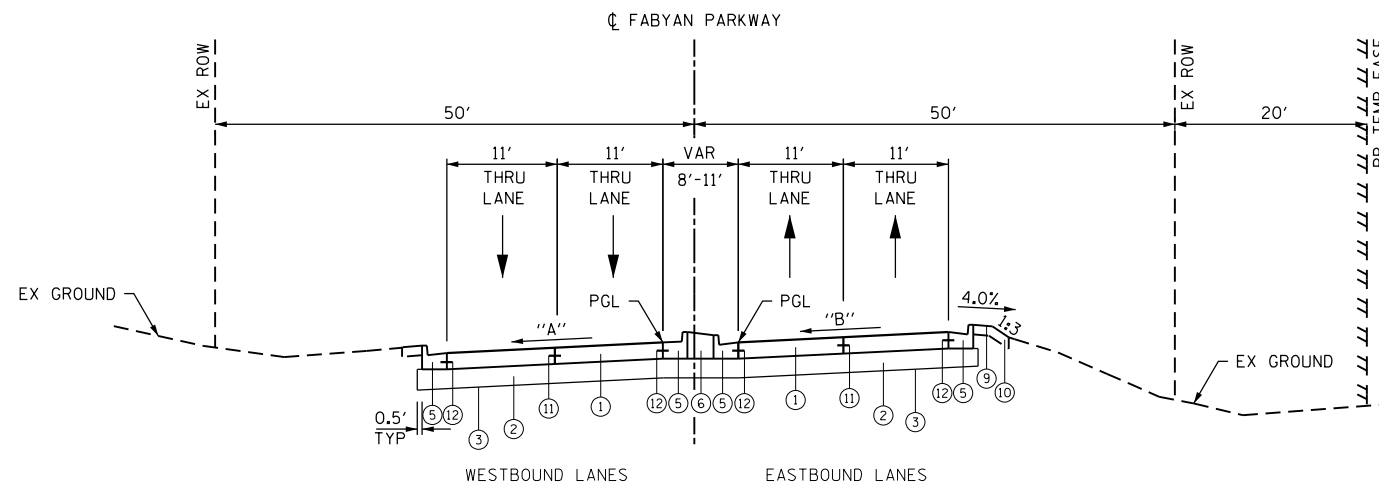 ℄ FABYAN PARKWAY
EX ROW
EX ROW
PR TEMP EASE
50'
50'
20'
11'
THRU
LANE
11'
THRU
LANE
VAR
8'-11'
11'
THRU
LANE
11'
THRU
LANE
EX GROUND
PGL
PGL
4.0%
1:3
"A"
"B"
EX GROUND
0.5'
TYP
5 12 11 1 12 5 6 5 12 1 11 2 12 5 9 10
3 2 3
WESTBOUND LANES
EASTBOUND LANES